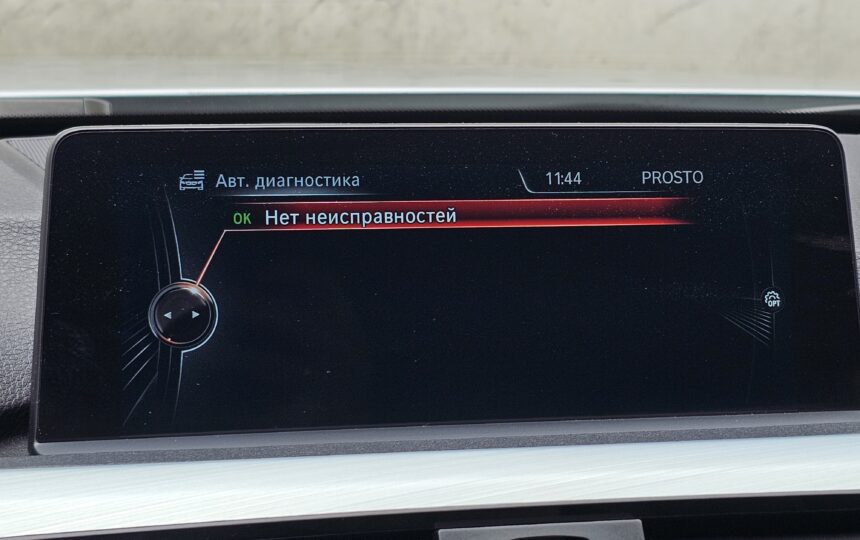 Авт. диагностика 11:44 PROSTO
OK Нет неисправностей
OPT